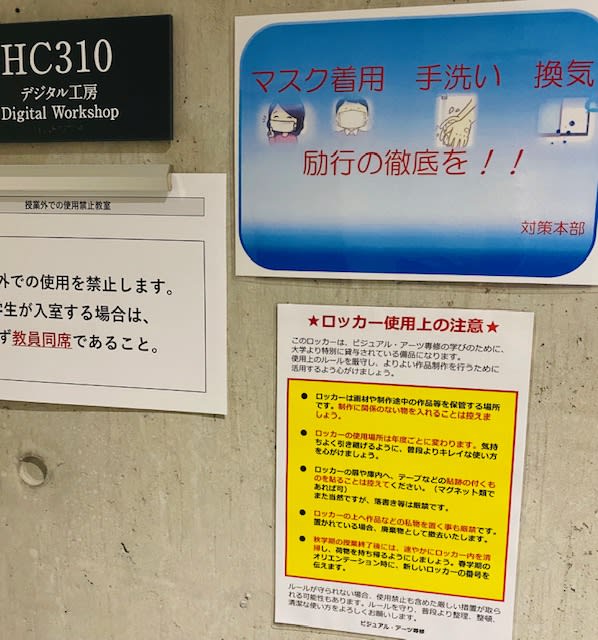 HC310
デジタル工房
Digital Workshop
マスク着用 手洗い 換気
励行の徹底を！！
対策本部
授業外での使用禁止教室
外での使用を禁止します。
学生が入室する場合は、
ず教員同席であること。
★ロッカー使用上の注意★
このロッカーは、ビジュアル・アーツ専修の学びのために、
大学より特別に貸与されている備品になります。
使用上のルールを厳守し、よりよい作品制作を行うために
活用するよう心がけましょう。
● ロッカーは画材や制作途中の作品等を保管する場所
です。制作に関係のない物を入れることは控えま
しょう。
● ロッカーの使用場所は年度ごとに変わります。気持
ちよく引き継げるように、普段よりキレイな使い方
を心がけましょう。
● ロッカーの扉や庫内へ、テープなどの貼跡の付くも
のを貼ることは控えてください。（マグネット類で
あれば可）
また当然ですが、落書き等は厳禁です。
● ロッカーの上へ作品などの私物を置く事も厳禁です。
置かれている場合、廃棄物として撤去いたします。
● 秋学期の授業終了後には、速やかにロッカー内を清
掃し、荷物を持ち帰るようにしましょう。春学期の
オリエンテーション時に、新しいロッカーの番号を
伝えます。
ルールが守られない場合、使用禁止も含めた厳しい措置が取ら
れる可能性もあります。ルールを守り、普段より整理、整頓、
清潔な使い方をよろしくお願いします。
ビジュアル・アーツ専修